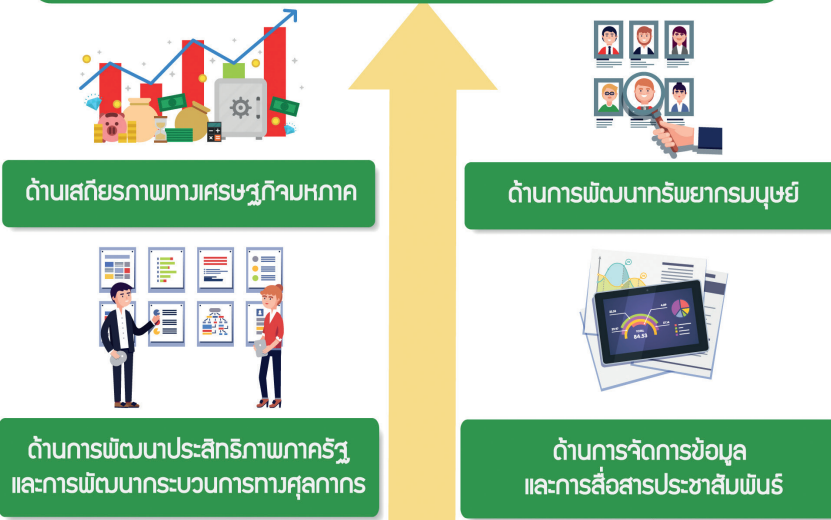 ด้านเสถียรภาพทางเศรษฐกิจมหภาค
ด้านการพัฒนาทรัพยากรมนุษย์
ด้านการพัฒนาประสิทธิภาพภาครัฐ
และการพัฒนากระบวนการทางศุลกากร
ด้านการจัดการข้อมูล
และการสื่อสารประชาสัมพันธ์